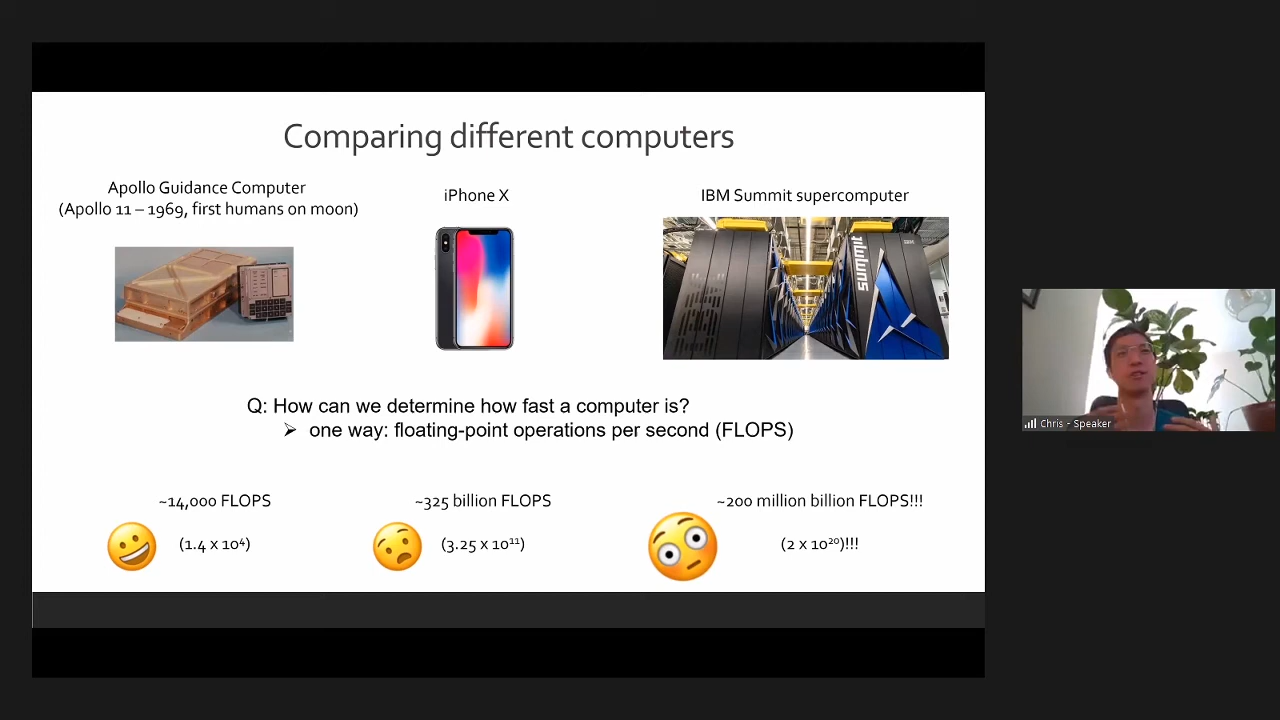 Comparing different computers
Apollo Guidance Computer
(Apollo 11 – 1969, first humans on moon)
iPhone X
IBM Summit supercomputer
IBM
SUMMIT
Q: How can we determine how fast a computer is?
➢ one way: floating-point operations per second (FLOPS)
~14,000 FLOPS
(1.4 x 10⁴)
~325 billion FLOPS
(3.25 x 10¹¹)
~200 million billion FLOPS!!!
(2 x 10²⁰)!!!
Chris - Speaker